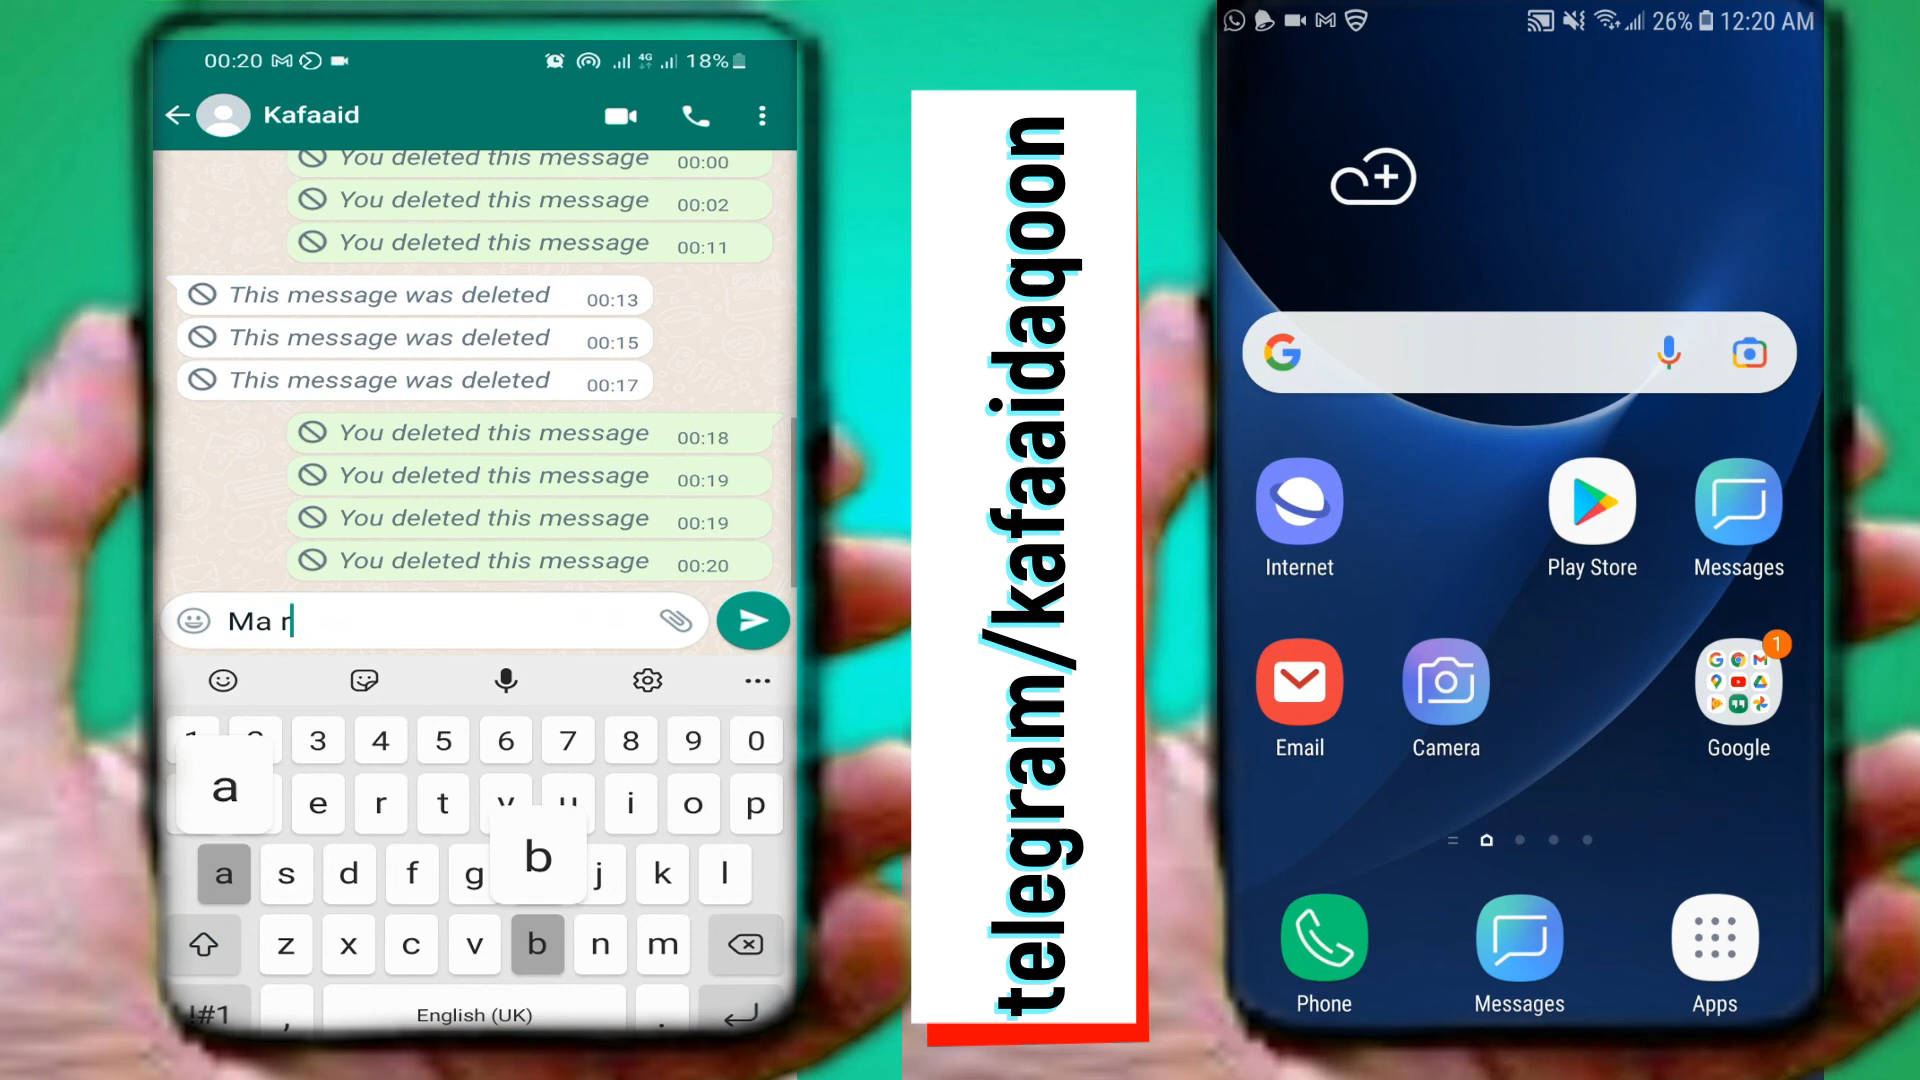 00:20
4G
18%
Kafaaid
You deleted this message 00:00
You deleted this message 00:02
You deleted this message 00:11
This message was deleted 00:13
This message was deleted 00:15
This message was deleted 00:17
You deleted this message 00:18
You deleted this message 00:19
You deleted this message 00:19
You deleted this message 00:20
Ma r
3 4 5 6 7 8 9 0
a
e r t i o p
b
a s d f g j k l
z x c v b n m
!#1 , English (UK) .
telegram/kafaaidaqoon
26% 12:20 AM
Internet
Play Store
Messages
1
Email
Camera
Google
Phone
Messages
Apps